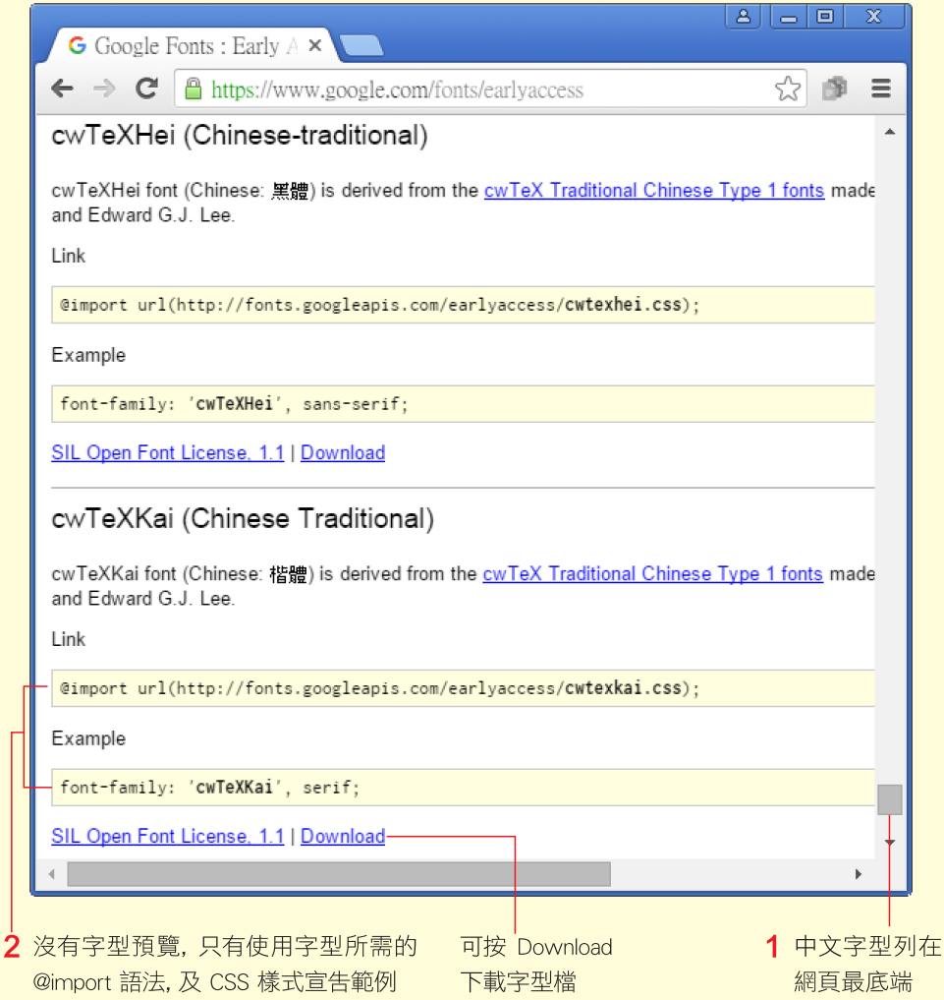 Google Fonts : Early A
https://www.google.com/fonts/earlyaccess
cwTeXHei (Chinese-traditional)
cwTeXHei font (Chinese: 黑體) is derived from the cwTeX Traditional Chinese Type 1 fonts made
and Edward G.J. Lee.
Link
@import url(http://fonts.googleapis.com/earlyaccess/cwtexhei.css);
Example
font-family: 'cwTeXHei', sans-serif;
SIL Open Font License, 1.1 | Download
cwTeXKai (Chinese Traditional)
cwTeXKai font (Chinese: 楷體) is derived from the cwTeX Traditional Chinese Type 1 fonts made
and Edward G.J. Lee.
Link
@import url(http://fonts.googleapis.com/earlyaccess/cwtexkai.css);
Example
font-family: 'cwTeXKai', serif;
SIL Open Font License, 1.1 | Download
2 沒有字型預覽, 只有使用字型所需的
@import 語法, 及 CSS 樣式宣告範例
可按 Download
下載字型檔
1 中文字型列在
網頁最底端